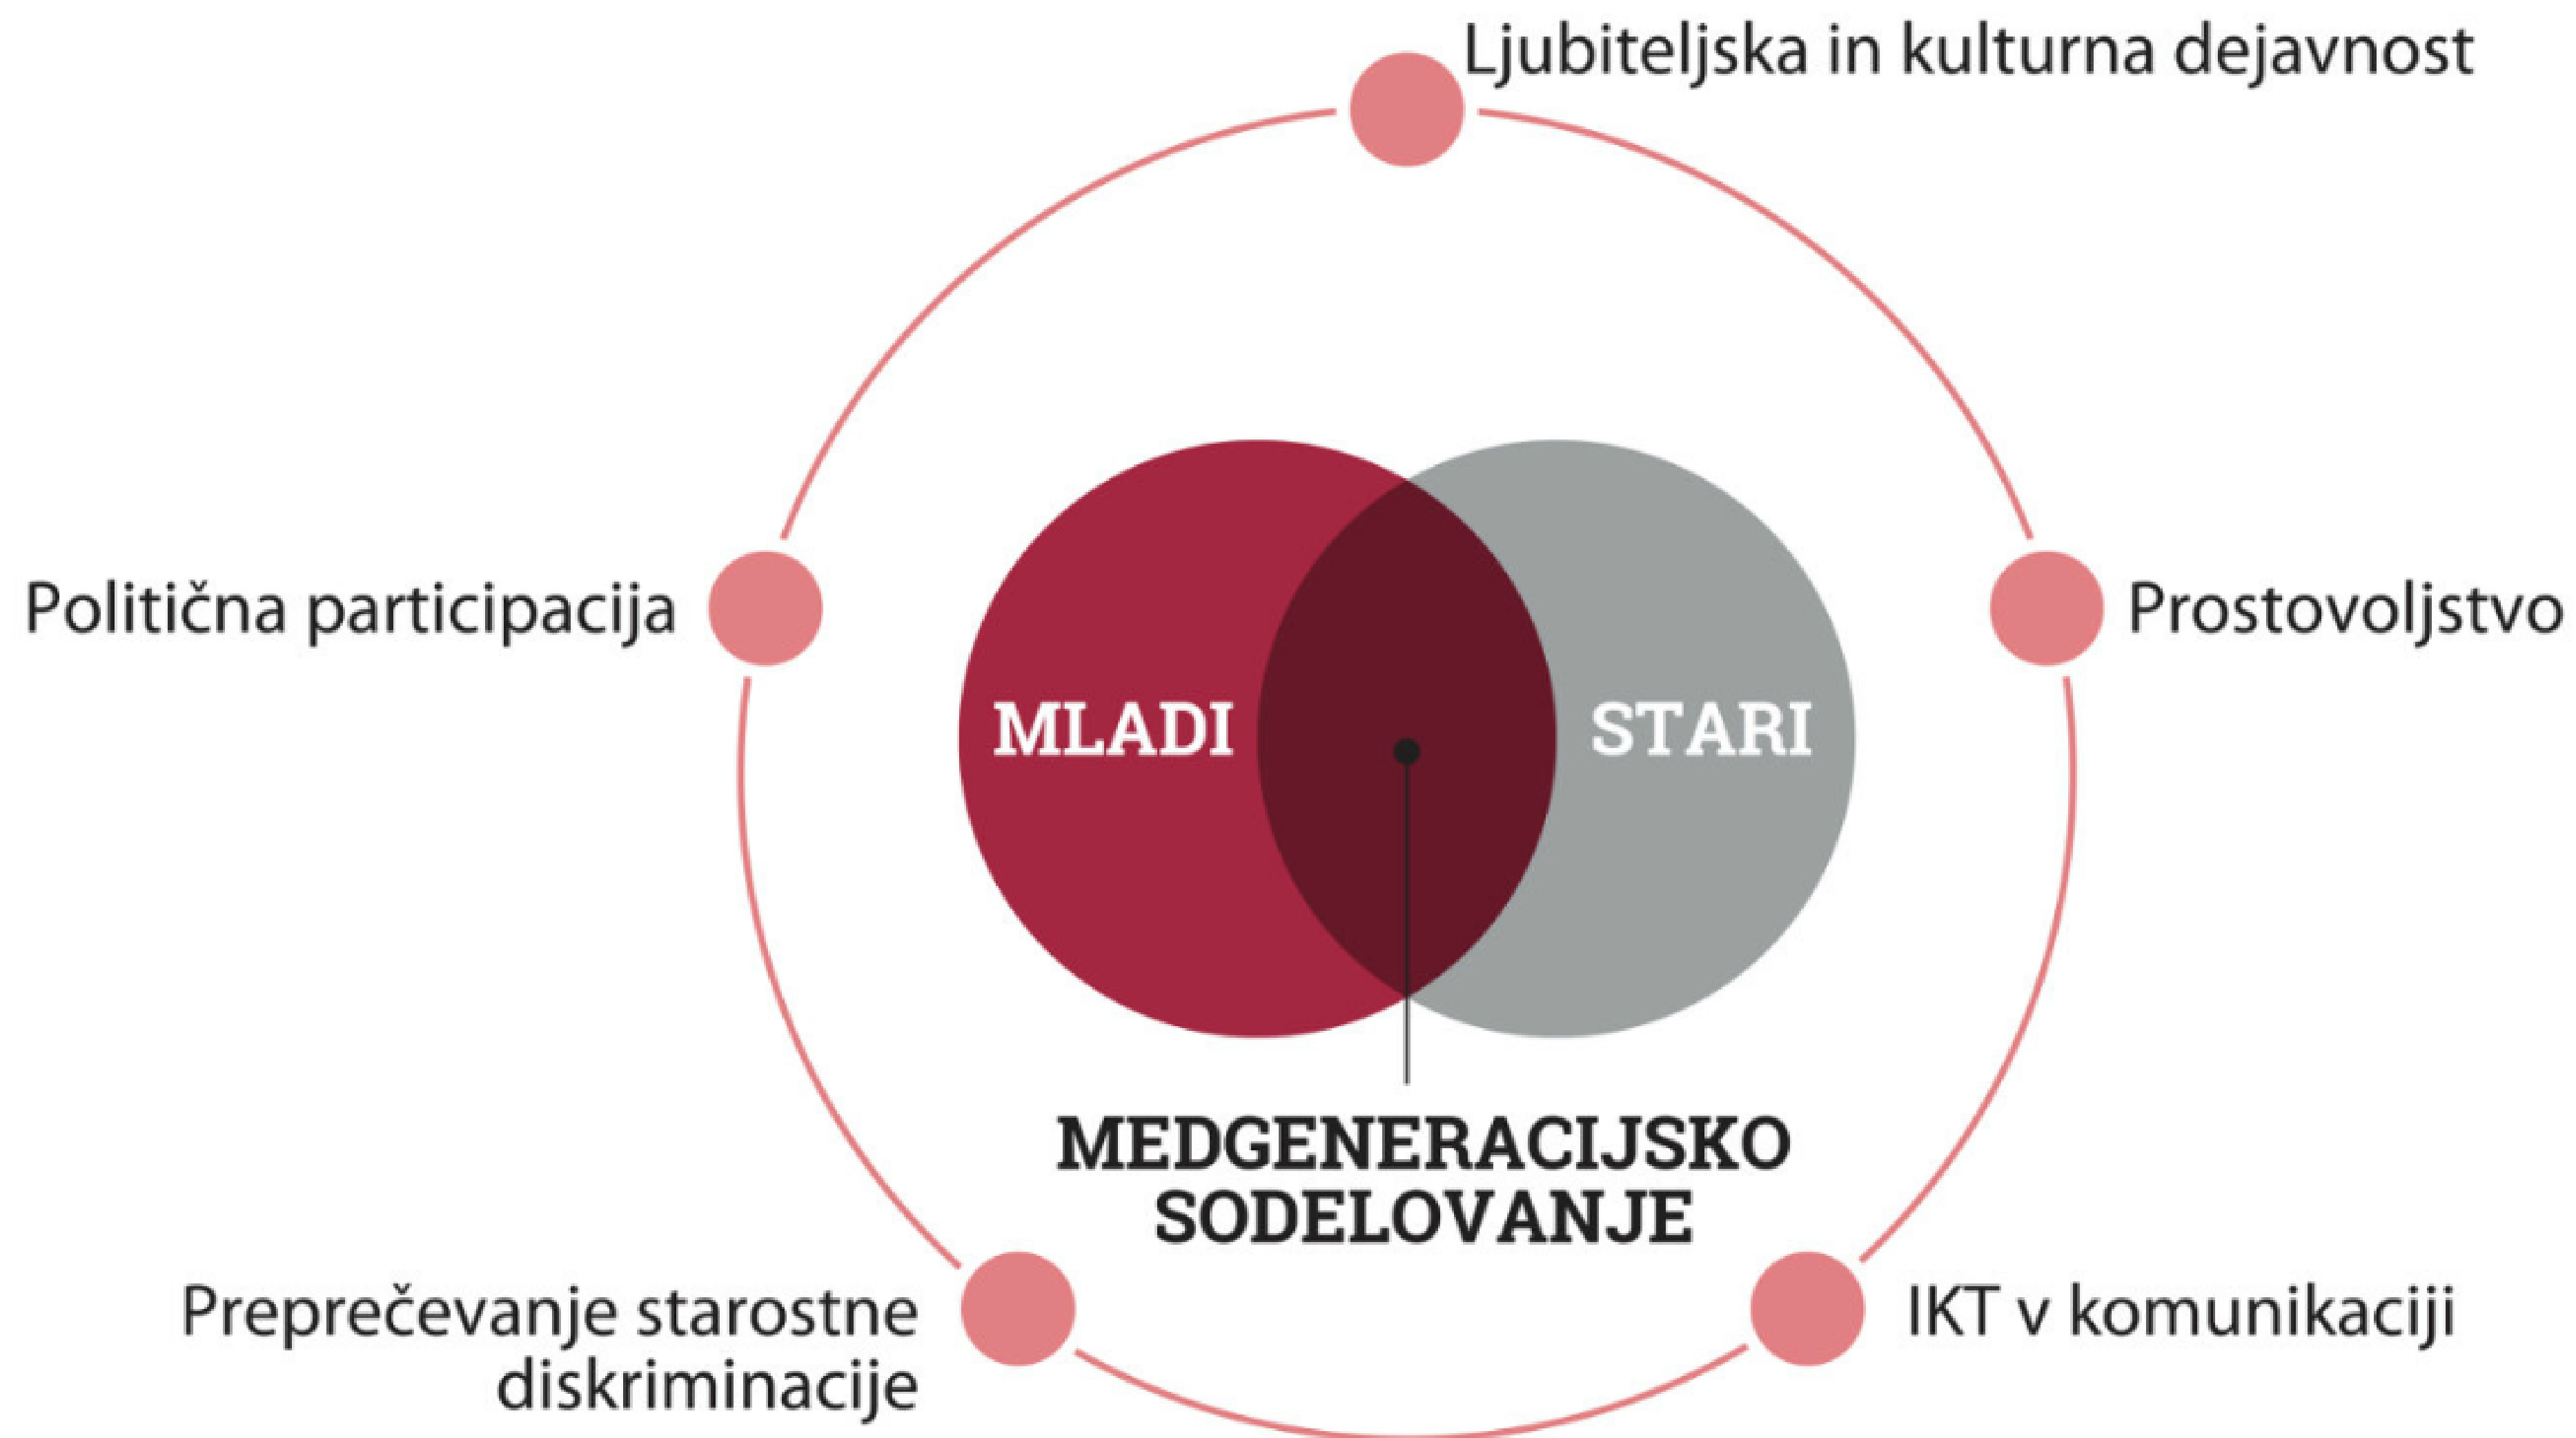 Ljubiteljska in kulturna dejavnost
Politična participacija
Prostovoljstvo
MLADI
STARI
MEDGENERACIJSKO
SODELOVANJE
Preprečevanje starostne
diskriminacije
IKT v komunikaciji